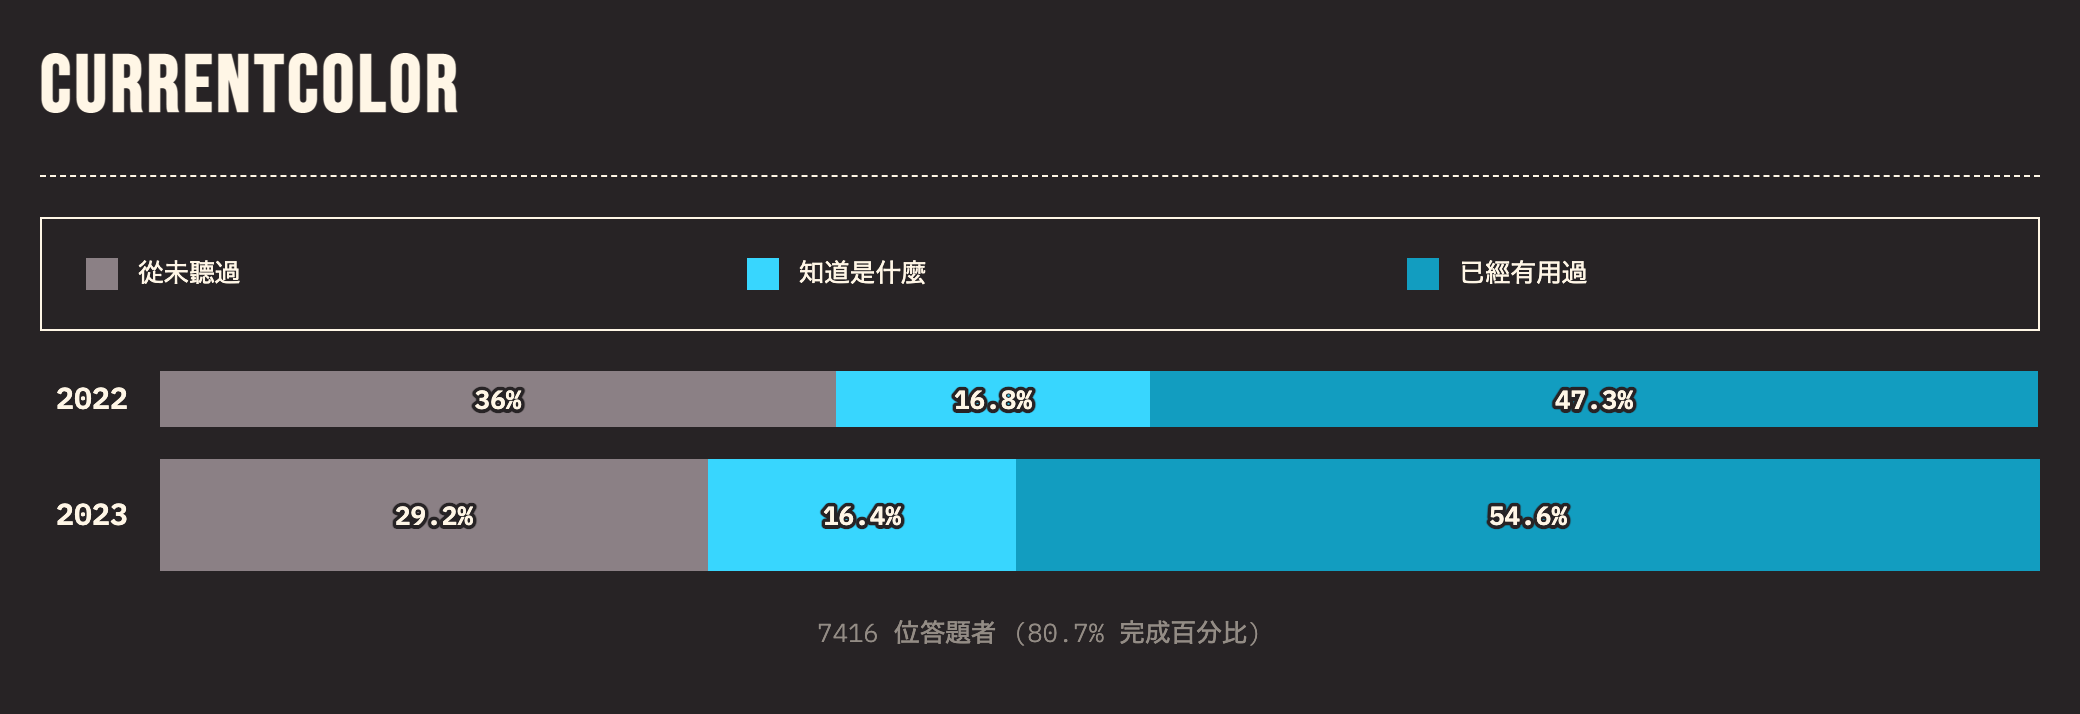 CURRENTCOLOR
從未聽過 知道是什麼 已經有用過
2022 36% 16.8% 47.3%
2023 29.2% 16.4% 54.6%
7416 位答題者 (80.7% 完成百分比)